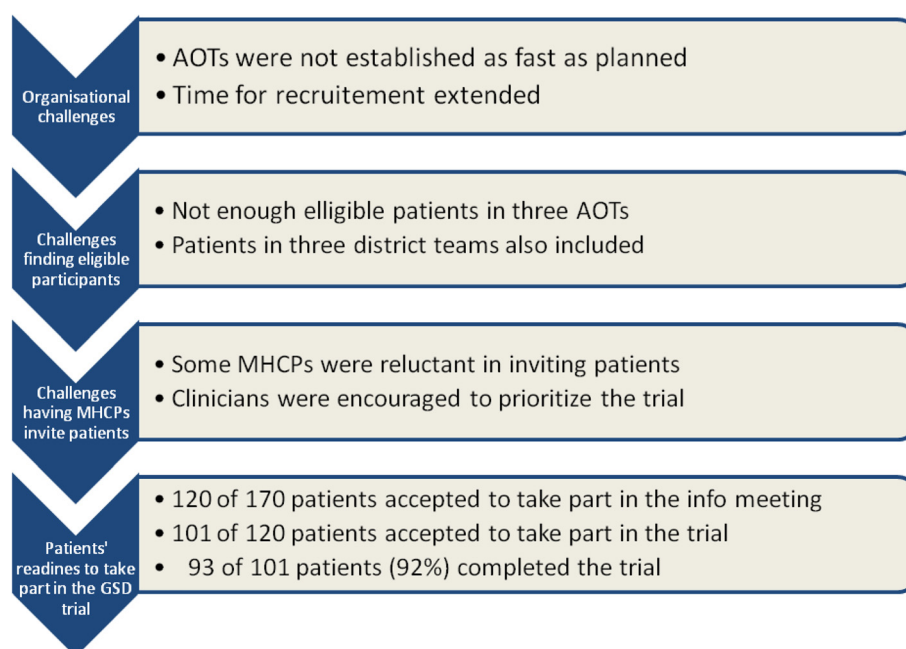 Organisational
challenges
• AOTs were not established as fast as planned
• Time for recruitement extended
Challenges
finding eligible
participants
• Not enough elligible patients in three AOTs
• Patients in three district teams also included
Challenges
having MHCPs
invite patients
• Some MHCPs were reluctant in inviting patients
• Clinicians were encouraged to prioritize the trial
Patients'
readines to take
part in the GSD
trial
• 120 of 170 patients accepted to take part in the info meeting
• 101 of 120 patients accepted to take part in the trial
• 93 of 101 patients (92%) completed the trial